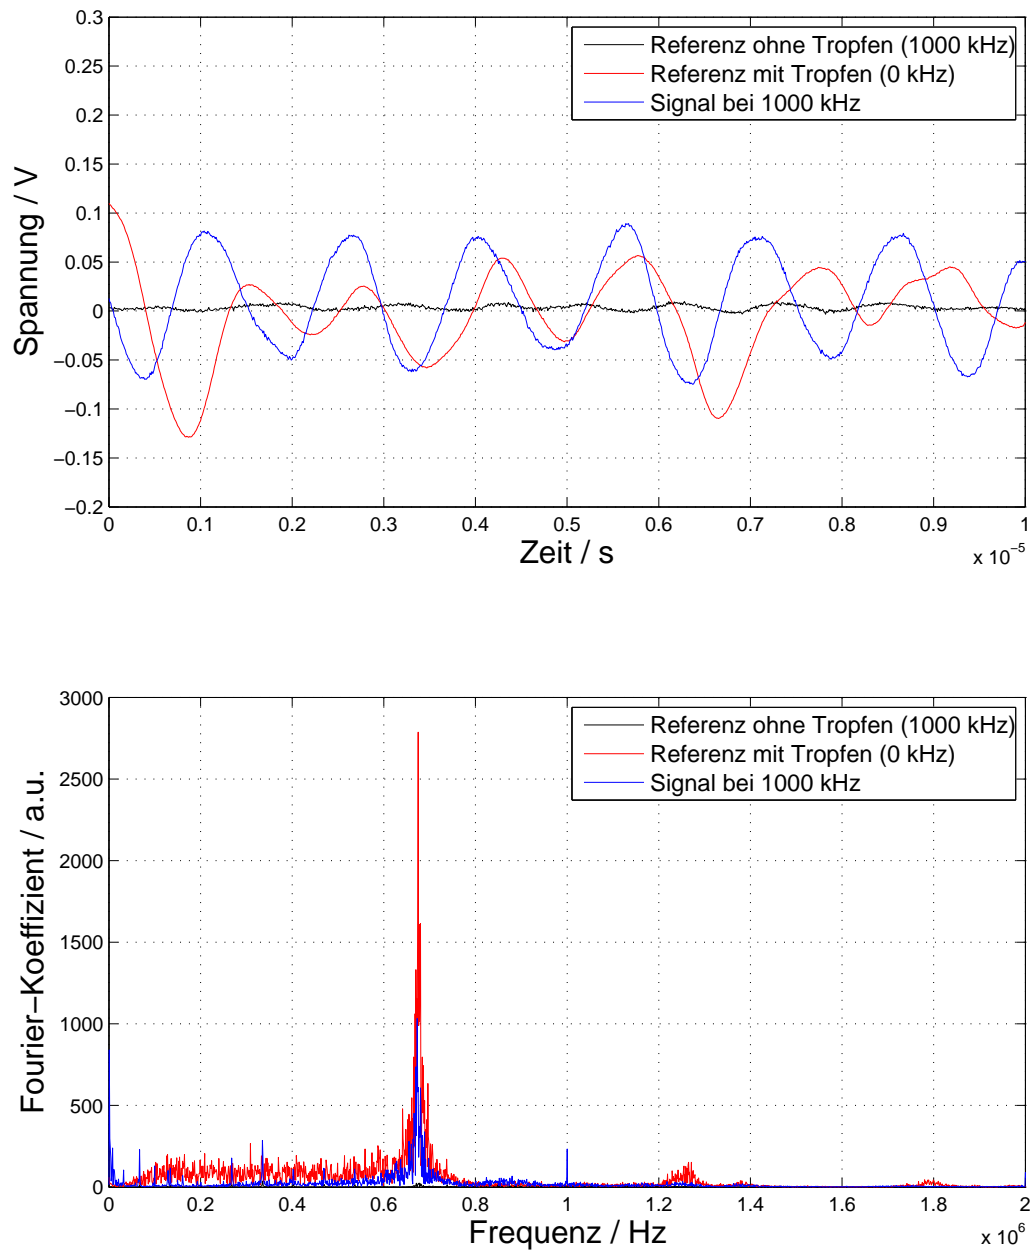 0.3
0.25
0.2
0.15
0.1
0.05
0
−0.05
−0.1
−0.15
−0.2
Spannung / V
Referenz ohne Tropfen (1000 kHz)
Referenz mit Tropfen (0 kHz)
Signal bei 1000 kHz
0 0.1 0.2 0.3 0.4 0.5 0.6 0.7 0.8 0.9 1
Zeit / s
x 10⁻⁵
3000
2500
2000
1500
1000
500
0
Fourier−Koeffizient / a.u.
Referenz ohne Tropfen (1000 kHz)
Referenz mit Tropfen (0 kHz)
Signal bei 1000 kHz
0 0.2 0.4 0.6 0.8 1 1.2 1.4 1.6 1.8 2
Frequenz / Hz
x 10⁶